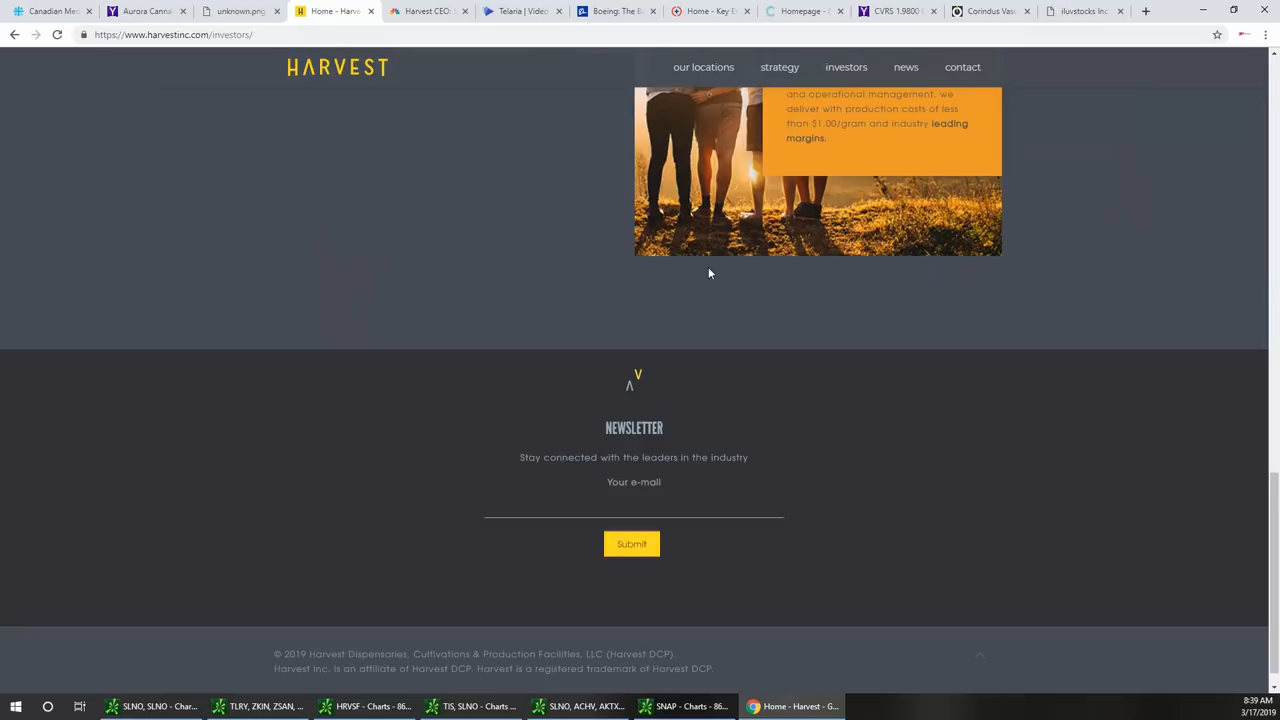 Canadian Me
Aurora Canna
unknown.png
Home - Harve
Harvest CEO:
Telaria | Video
Boeing: The B
Home - Key E
Homepage - C
CVRS 1.9800
Corindus Vas
iluvstocks Inc
https://www.harvestinc.com/investors/
HARVEST
our locations
strategy
investors
news
contact
and operational management, we
deliver with production costs of less
than $1.00/gram and industry leading
margins.
NEWSLETTER
Stay connected with the leaders in the industry
Your e-mail
Submit
© 2019 Harvest Dispensaries, Cultivations & Production Facilities, LLC (Harvest DCP).
Harvest Inc. is an affiliate of Harvest DCP. Harvest is a registered trademark of Harvest DCP.
SLNO, SLNO - Char...
TLRY, ZKIN, ZSAN, ...
HRVSF - Charts - 86...
TIS, SLNO - Charts ...
SLNO, ACHV, AKTX...
SNAP - Charts - 86...
Home - Harvest - G...
8:39 AM
3/17/2019